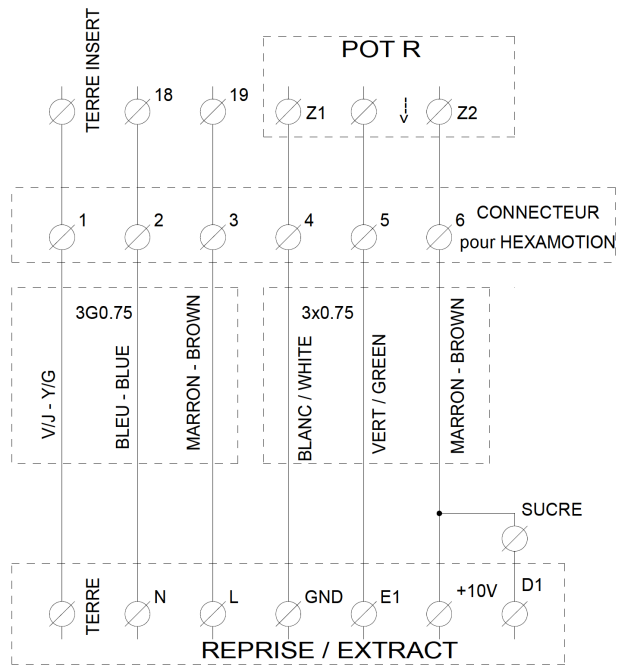 POT R
TERRE INSERT
18
19
Z1
Z2
1
2
3
4
5
6
CONNECTEUR
pour HEXAMOTION
3G0.75
3x0.75
V/J - Y/G
BLEU - BLUE
MARRON - BROWN
BLANC / WHITE
VERT / GREEN
MARRON - BROWN
SUCRE
TERRE
N
L
GND
E1
+10V
D1
REPRISE / EXTRACT